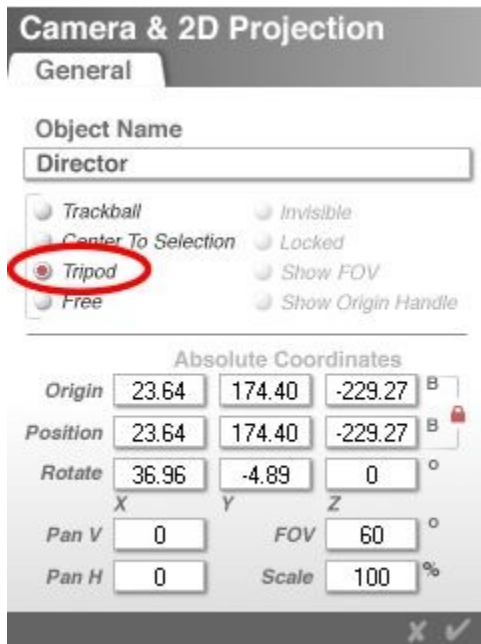 Camera & 2D Projection
General
Object Name
Director
Trackball Invisible
Center To Selection Locked
Tripod Show FOV
Free Show Origin Handle
Absolute Coordinates
Origin 23.64 174.40 -229.27 B
Position 23.64 174.40 -229.27 B
Rotate 36.96 -4.89 0 °
X Y Z
Pan V 0 FOV 60 °
Pan H 0 Scale 100 %